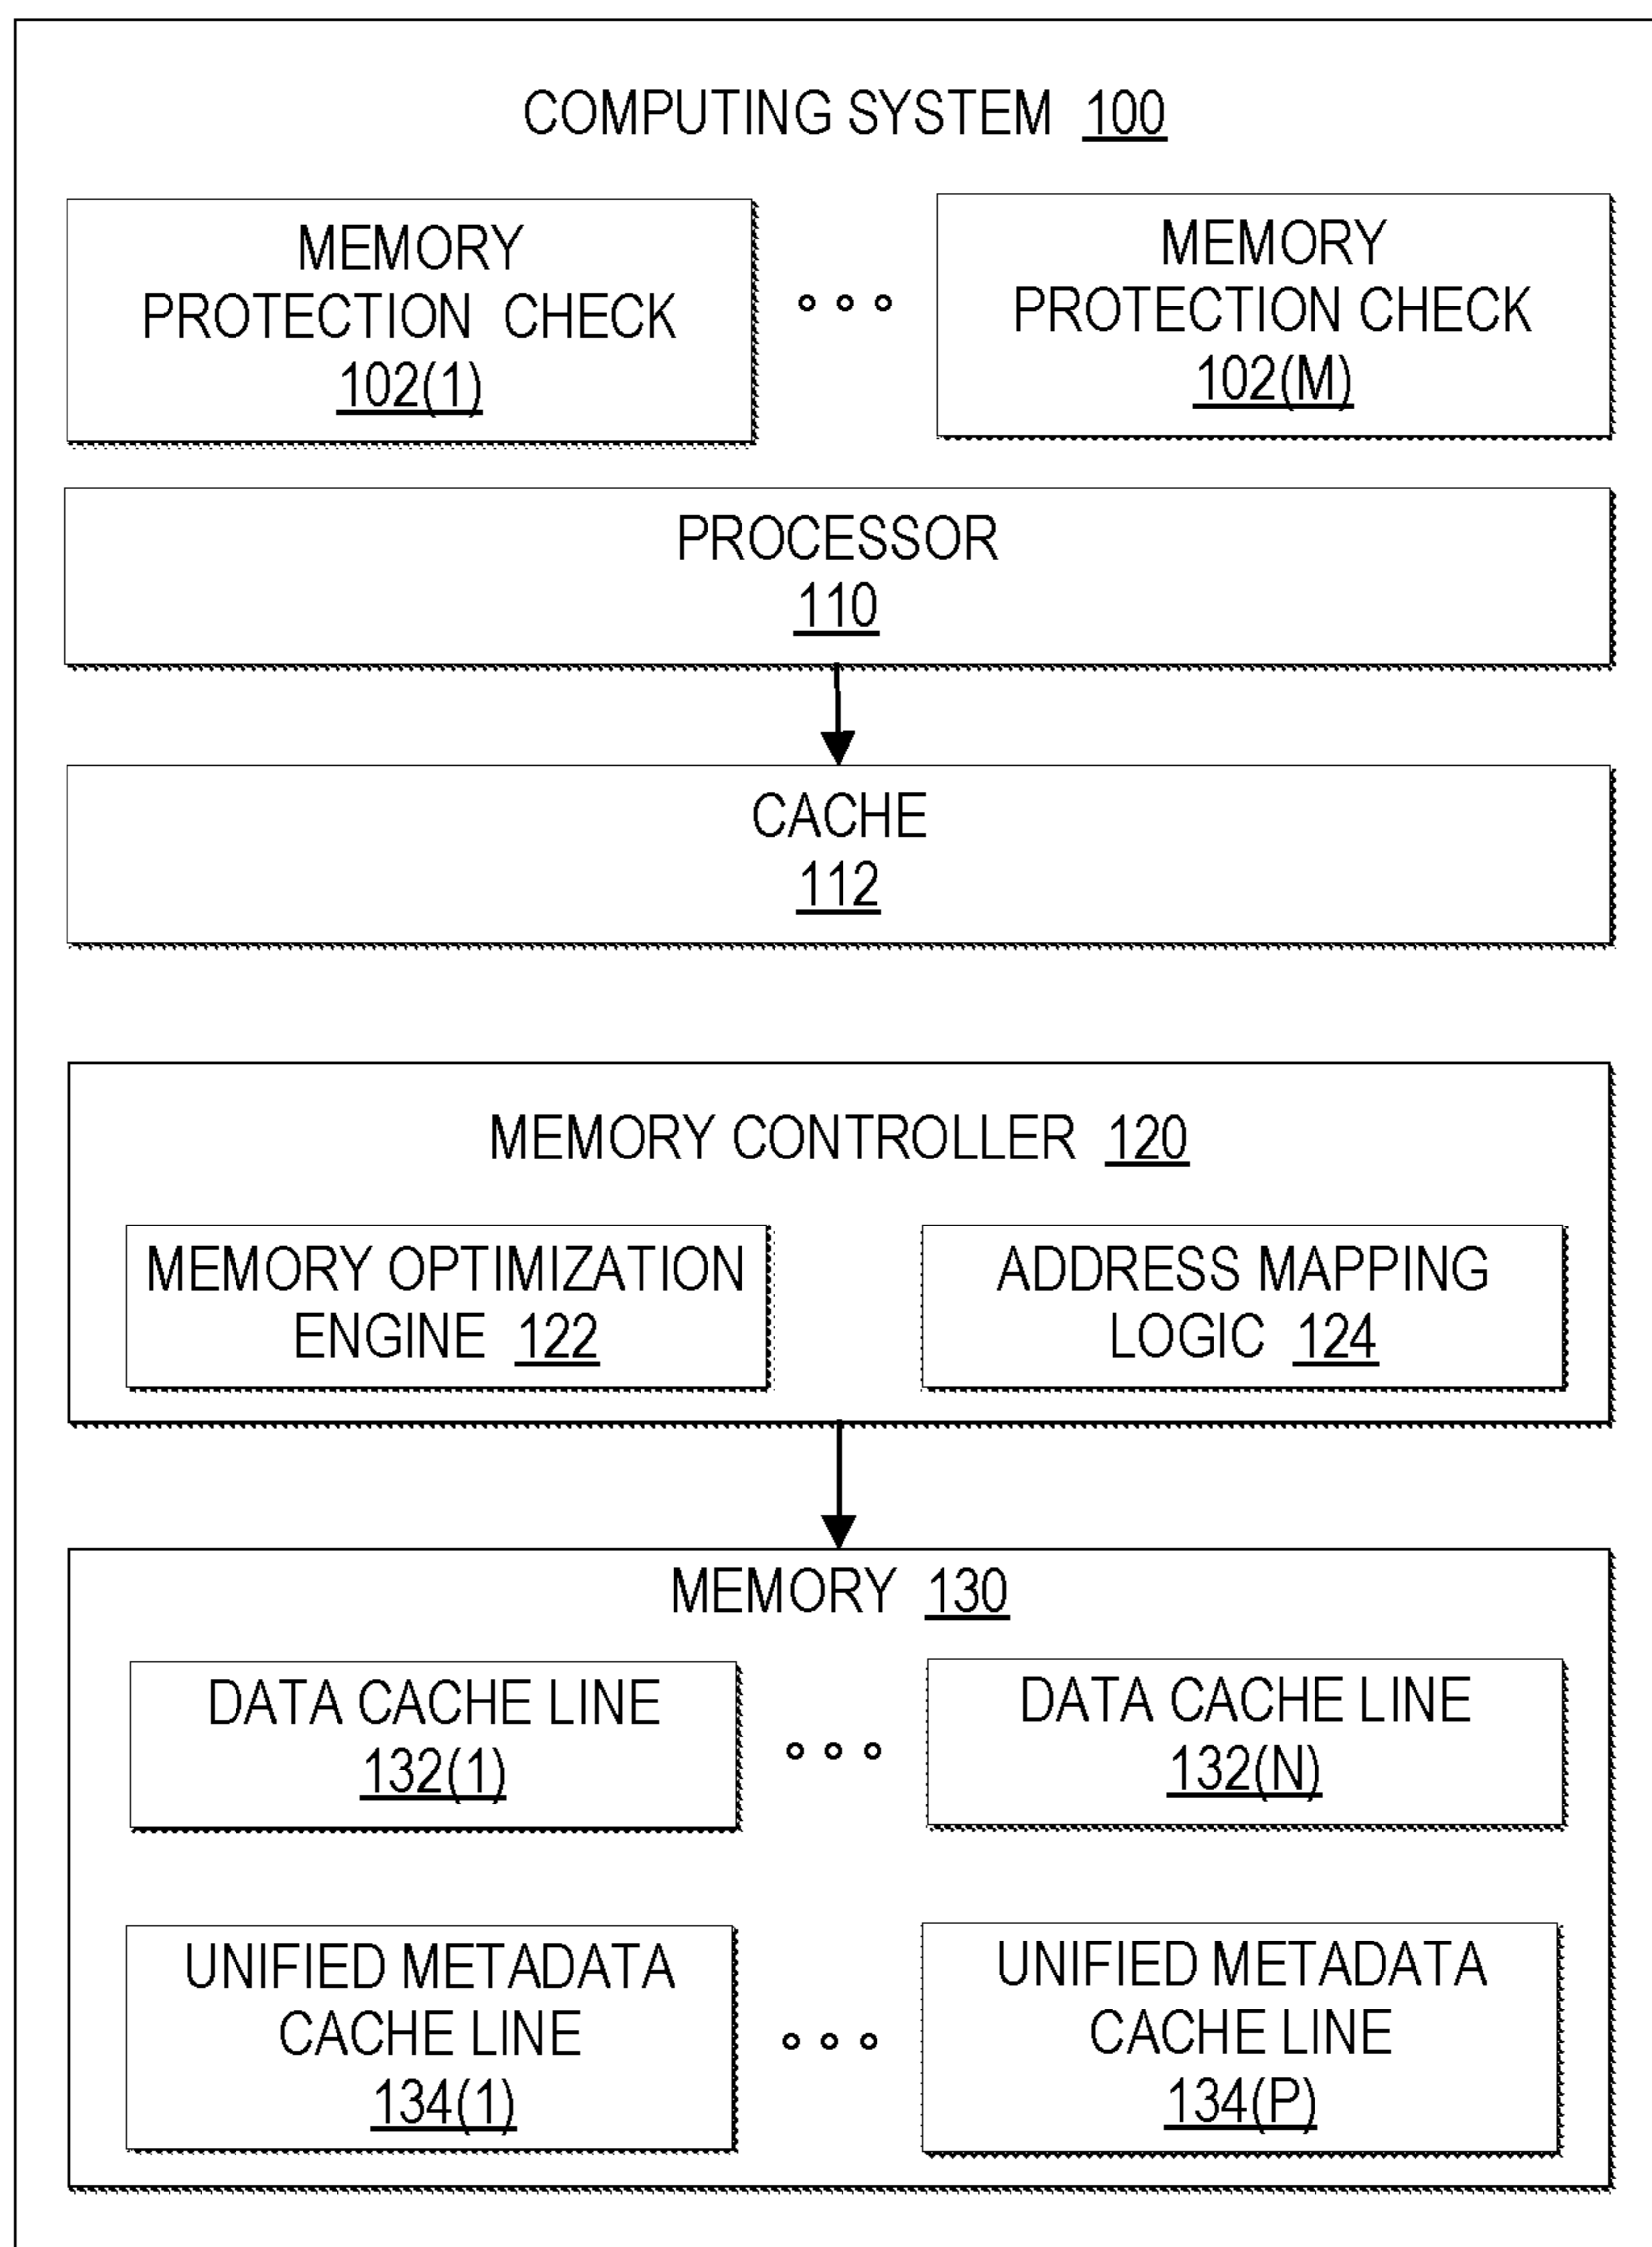 COMPUTING SYSTEM 100
MEMORY
PROTECTION CHECK
102(1)
MEMORY
PROTECTION CHECK
102(M)
PROCESSOR
110
CACHE
112
MEMORY CONTROLLER 120
MEMORY OPTIMIZATION
ENGINE 122
ADDRESS MAPPING
LOGIC 124
MEMORY 130
DATA CACHE LINE
132(1)
DATA CACHE LINE
132(N)
UNIFIED METADATA
CACHE LINE
134(1)
UNIFIED METADATA
CACHE LINE
134(P)